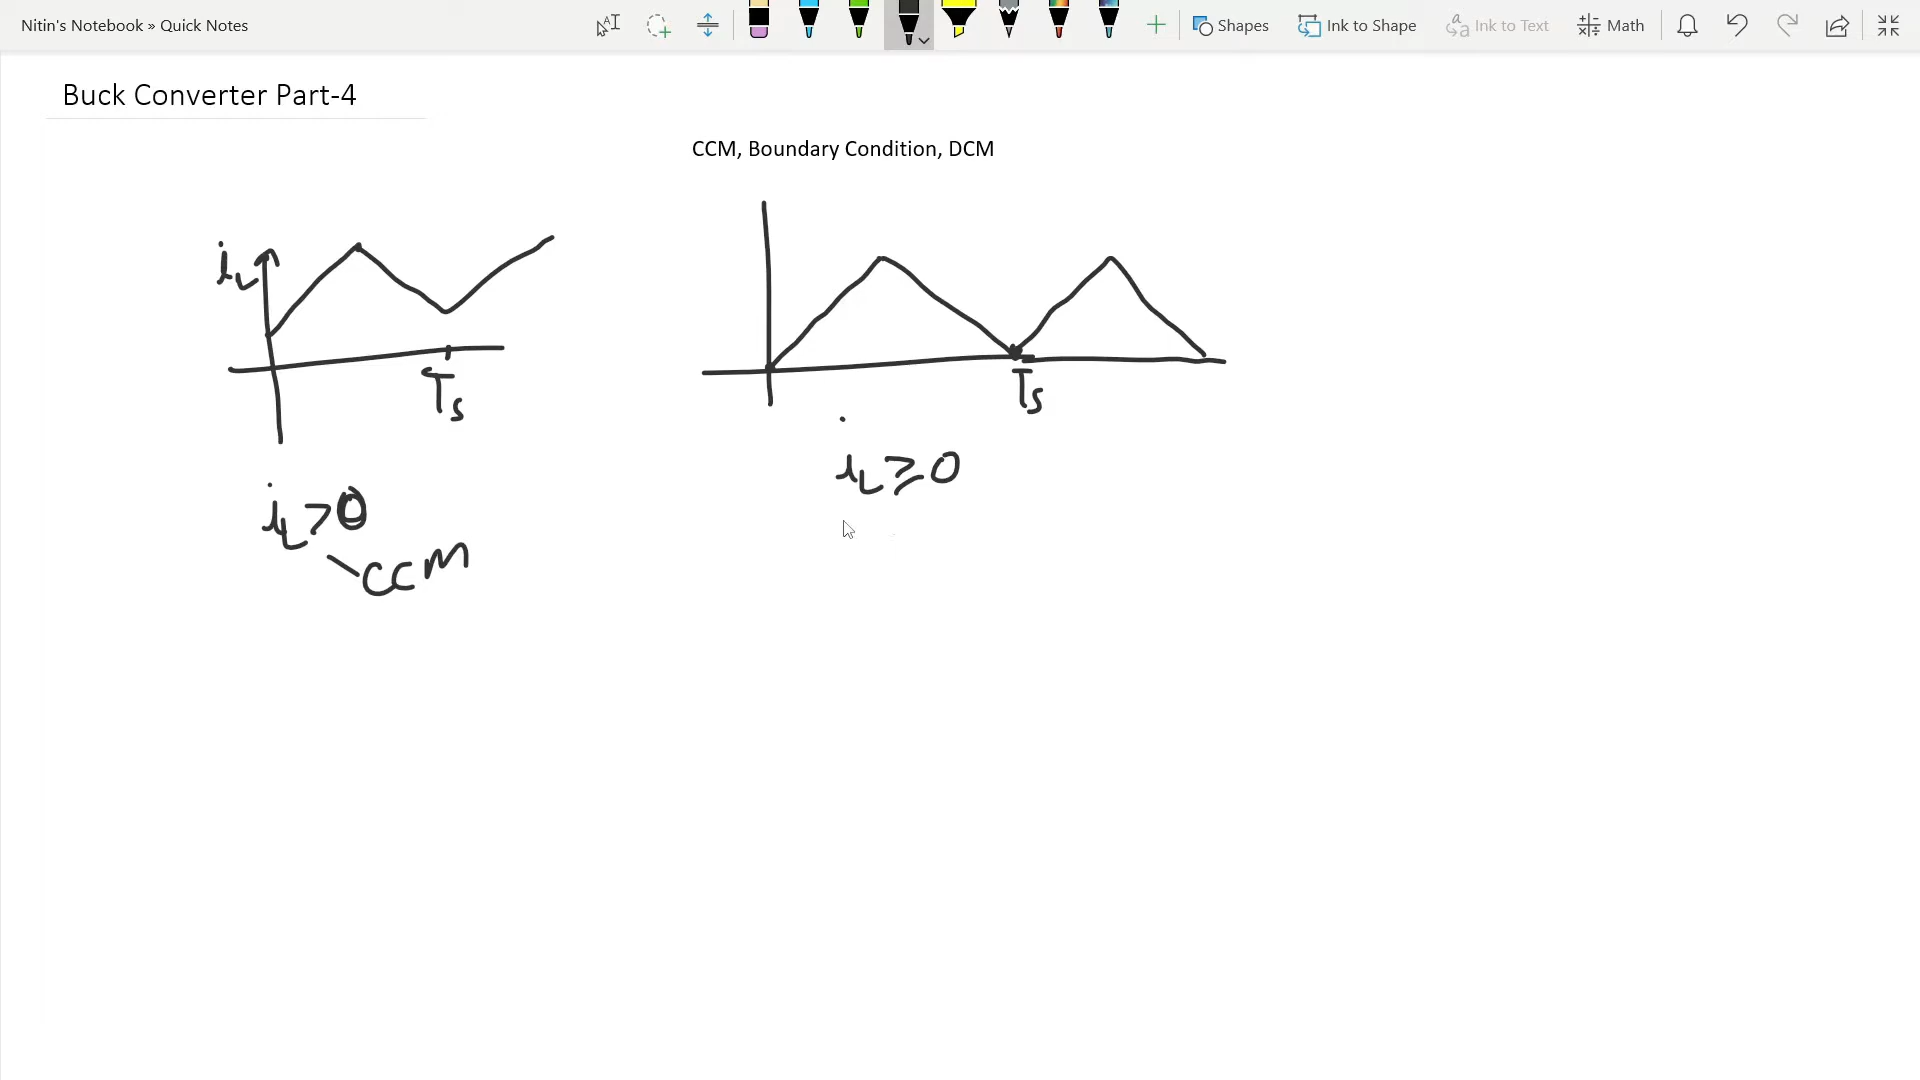 Nitin's Notebook » Quick Notes
Shapes
Ink to Shape
Ink to Text
Math
Buck Converter Part-4
CCM, Boundary Condition, DCM
iL
Ts
Ts
iL > 0
CCM
iL ≥ 0